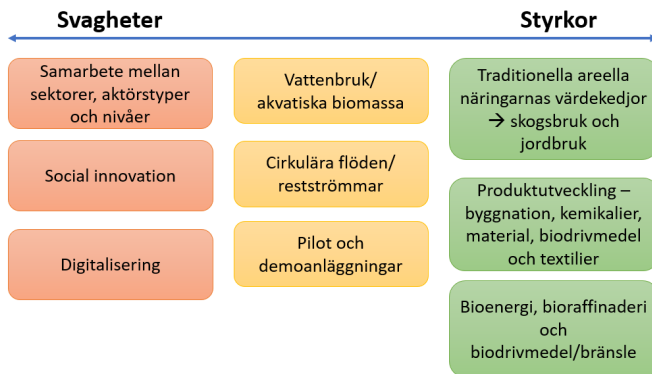 Svagheter
Styrkor
Samarbete mellan
sektorer, aktörstyper
och nivåer
Social innovation
Digitalisering
Vattenbruk/
akvatiska biomassa
Cirkulära flöden/
restströmmar
Pilot och
demoanläggningar
Traditionella areella
näringarnas värdekedjor
→ skogsbruk och
jordbruk
Produktutveckling –
byggnation, kemikalier,
material, biodrivmedel
och textilier
Bioenergi, bioraffinaderi
och
biodrivmedel/bränsle